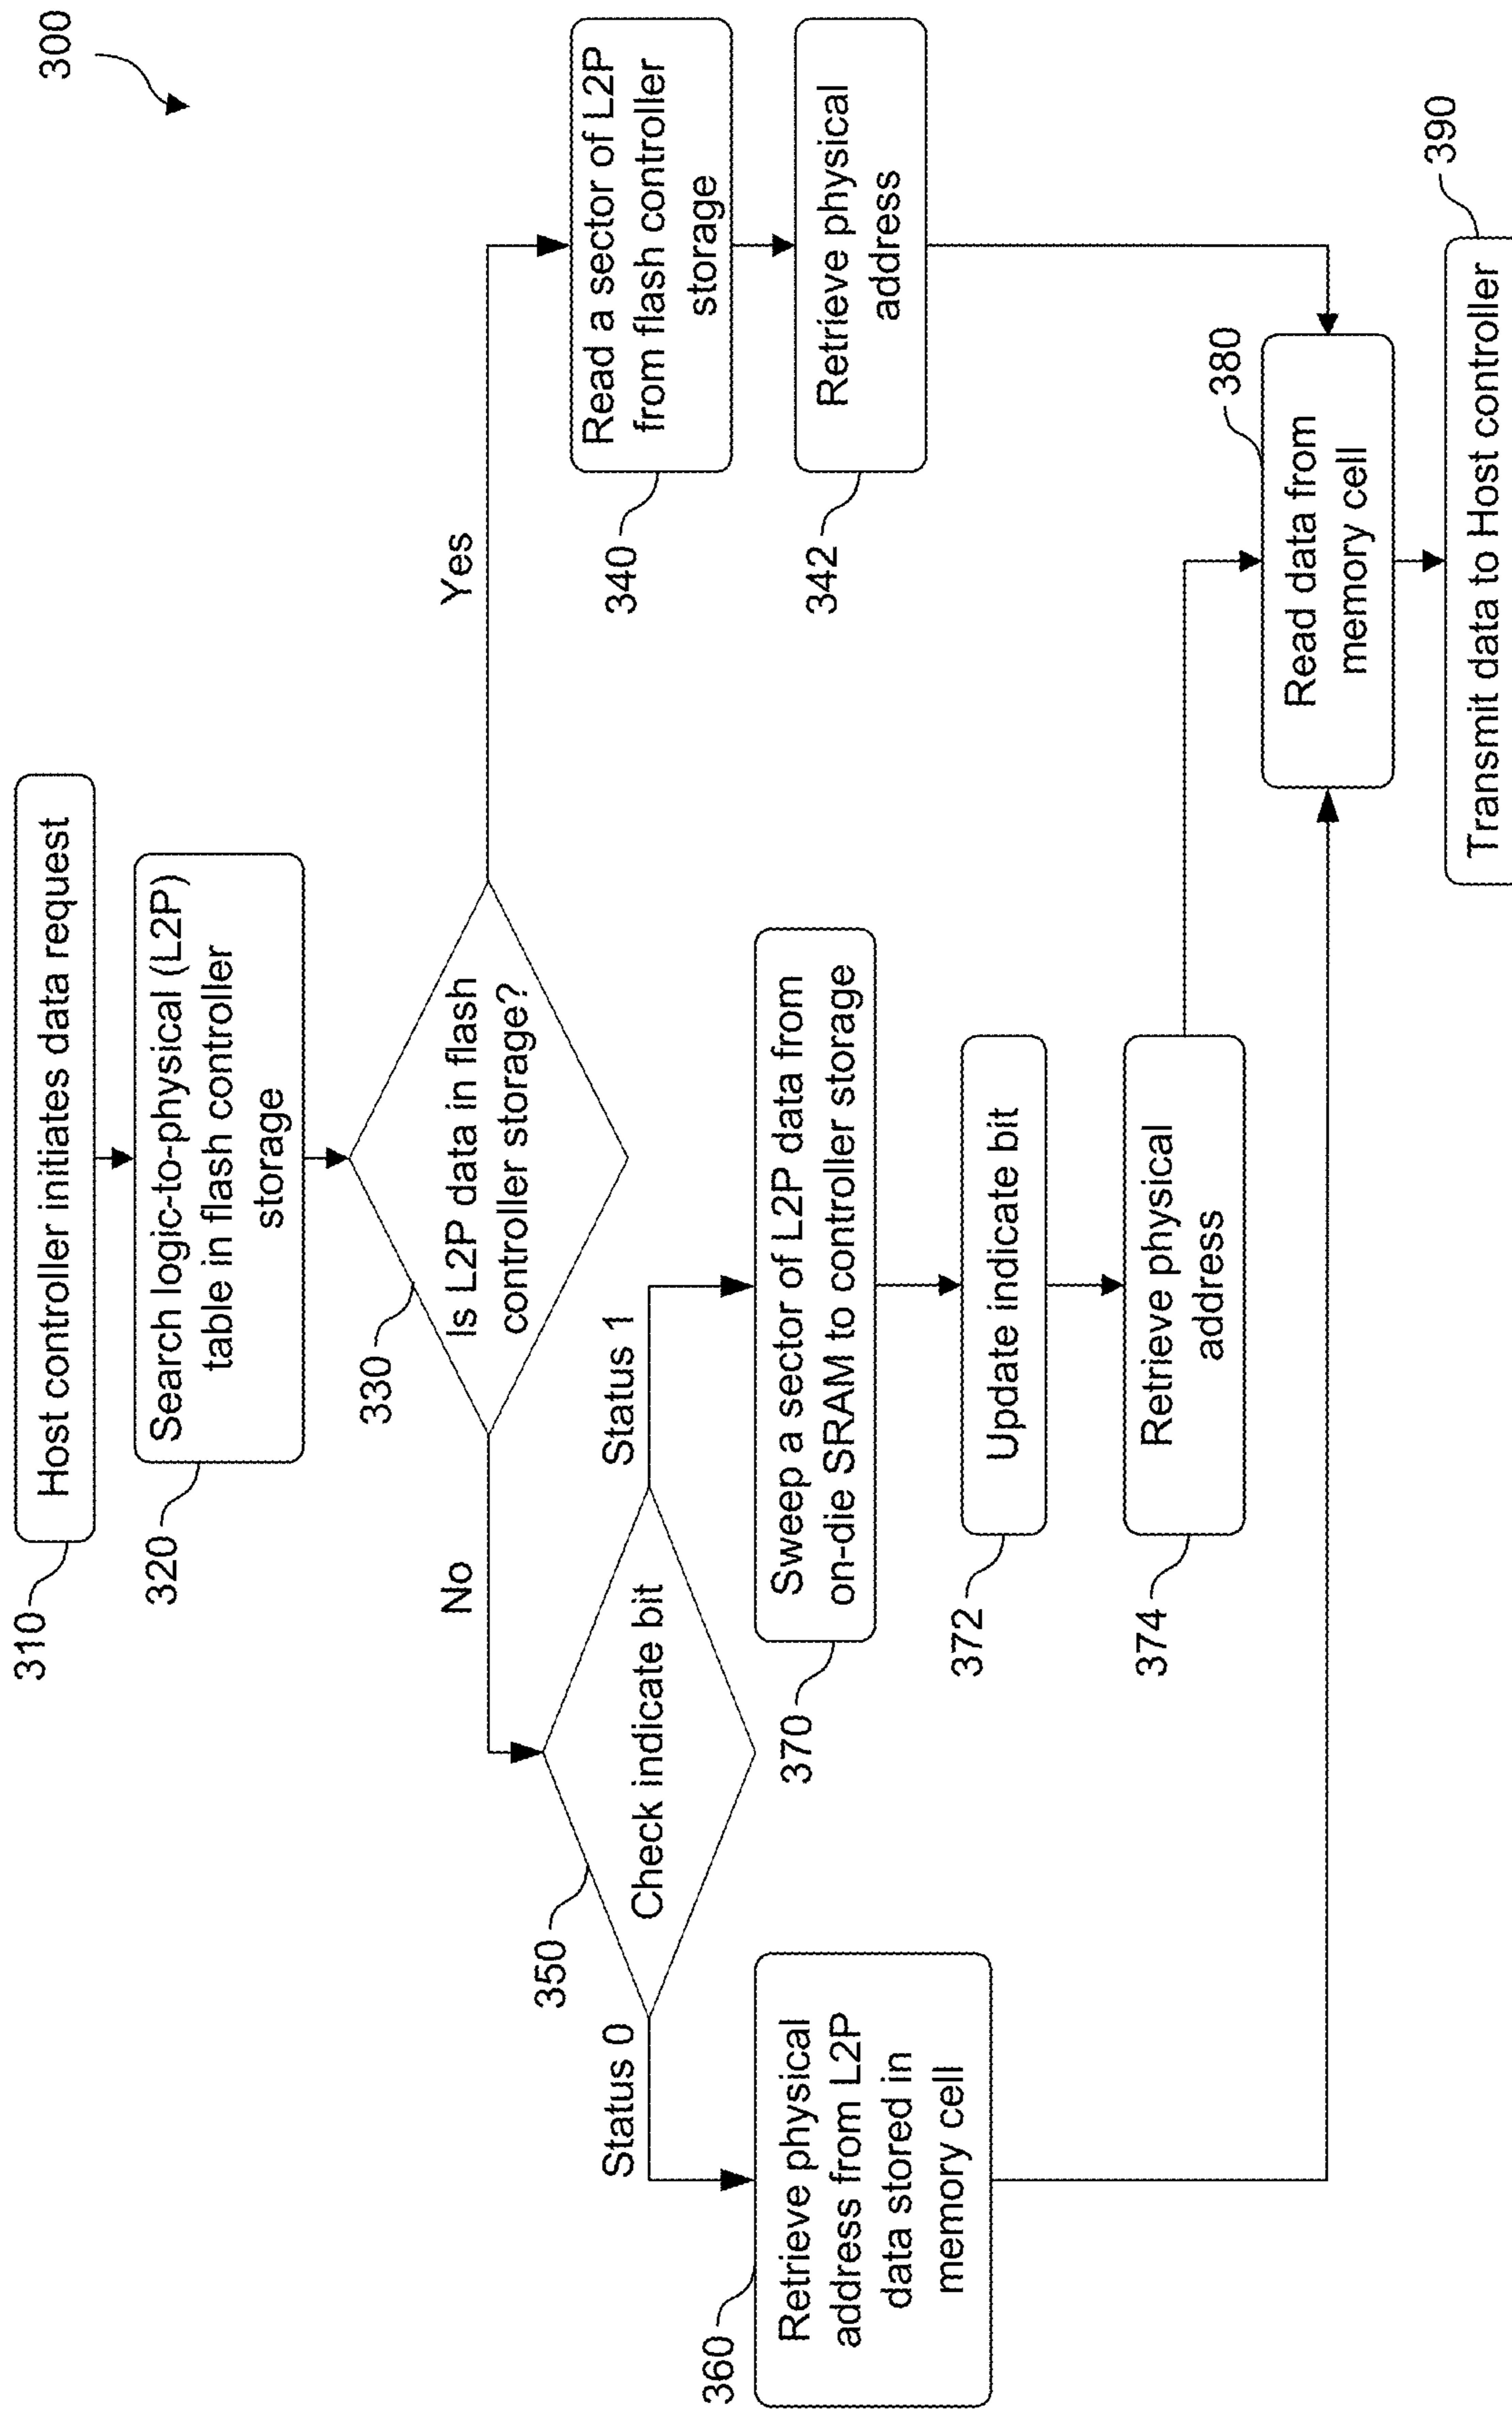 300
310
Host controller initiates data request
320
Search logic-to-physical (L2P)
table in flash controller
storage
330
Is L2P data in flash
controller storage?
No
Yes
350
Check indicate bit
Status 0
Status 1
340
Read a sector of L2P
from flash controller
storage
342
Retrieve physical
address
360
Retrieve physical
address from L2P
data stored in
memory cell
370
Sweep a sector of L2P data from
on-die SRAM to controller storage
372
Update indicate bit
374
Retrieve physical
address
380
Read data from
memory cell
390
Transmit data to Host controller